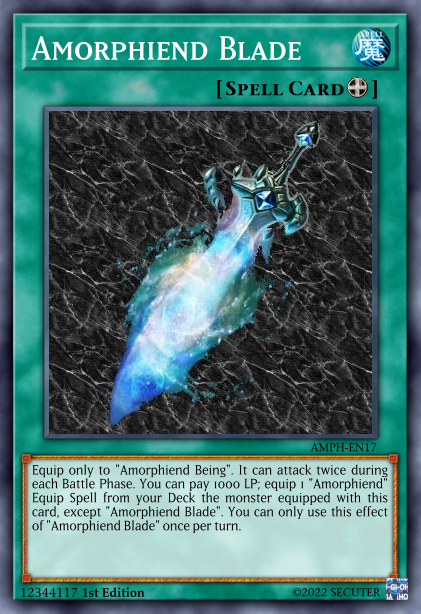 Amorphiend Blade
魔
[Spell Card]
AMPH-EN17
Equip only to "Amorphiend Being". It can attack twice during
each Battle Phase. You can pay 1000 LP; equip 1 "Amorphiend"
Equip Spell from your Deck the monster equipped with this
card, except "Amorphiend Blade". You can only use this effect
of "Amorphiend Blade" once per turn.
12344117 1st Edition
©2022 SECUTER